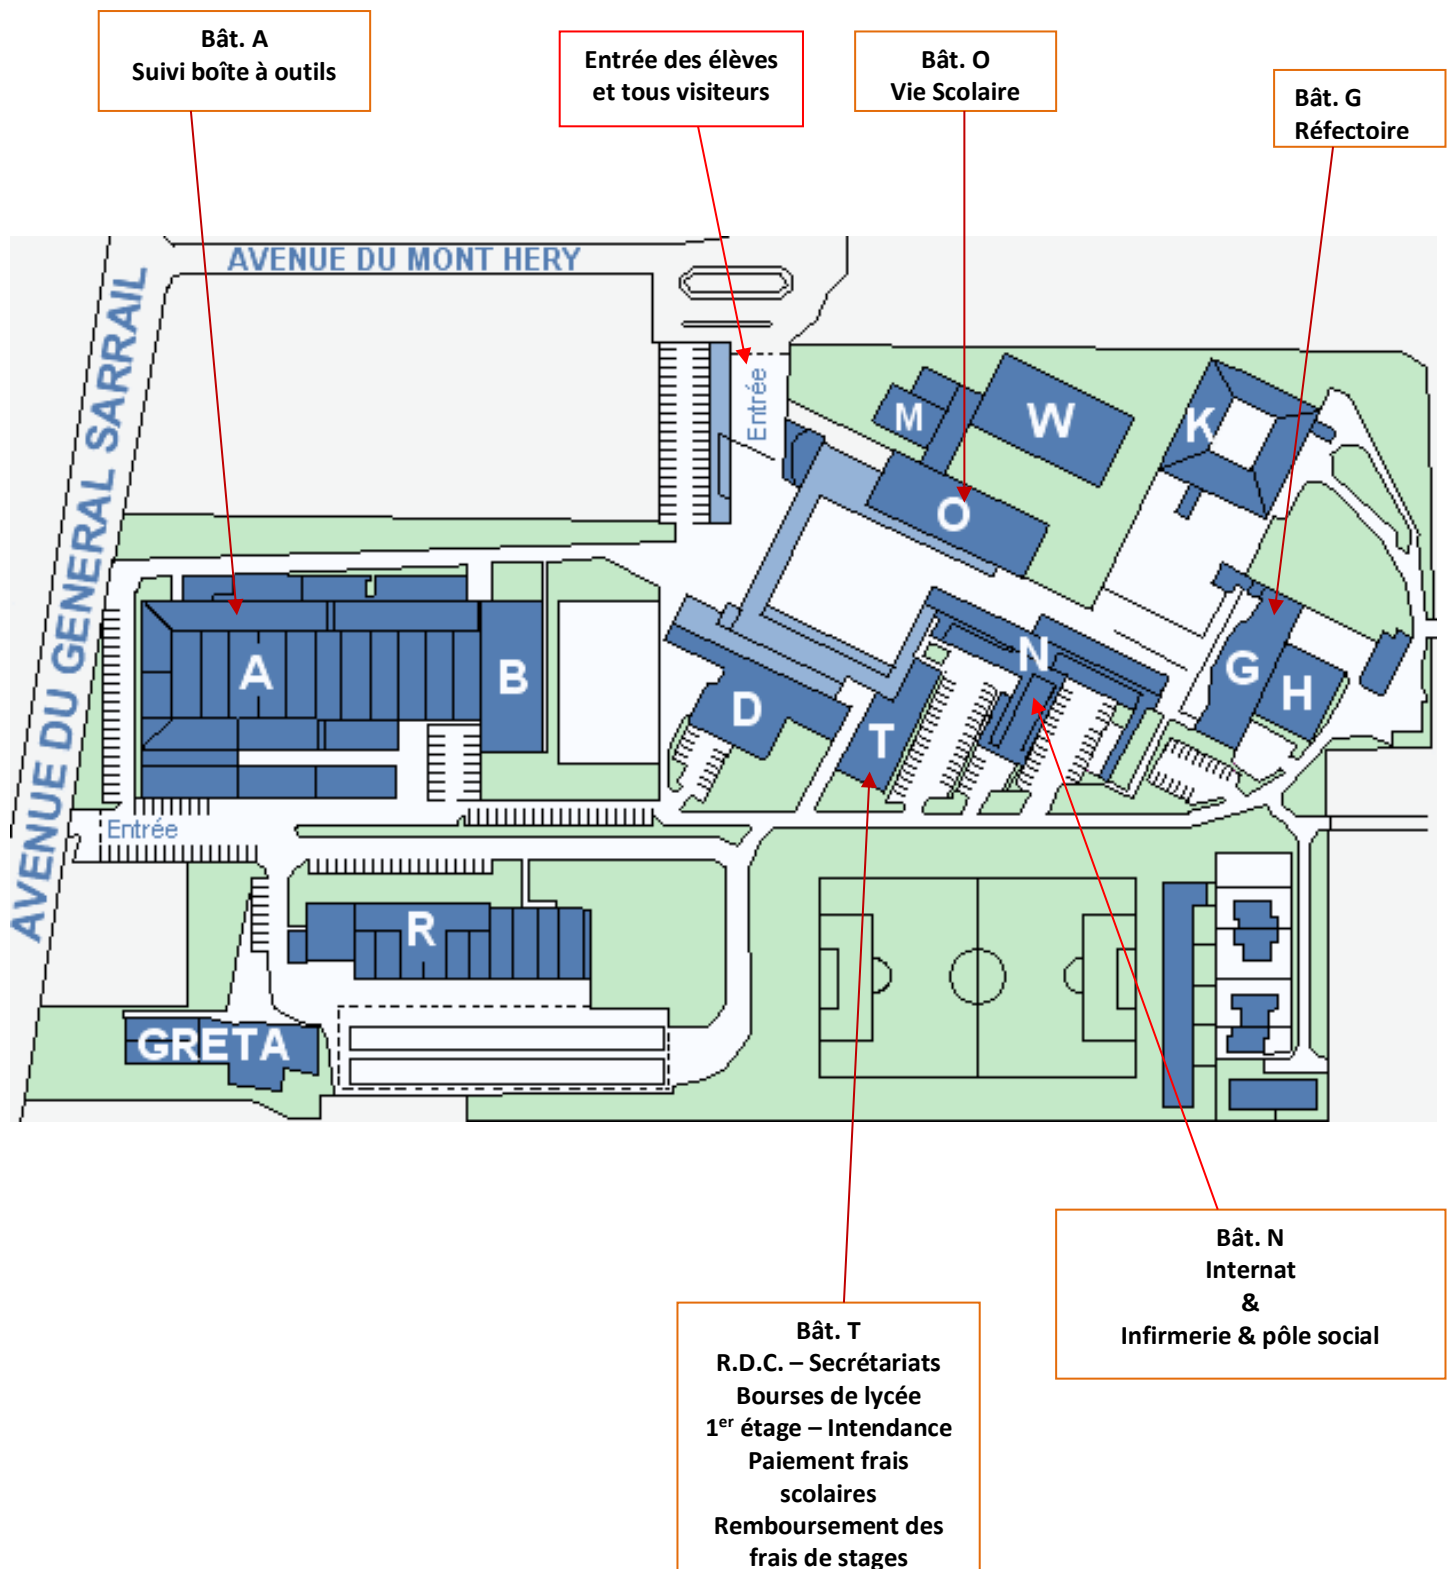 Bât. A
Suivi boîte à outils
Entrée des élèves
et tous visiteurs
Bât. O
Vie Scolaire
Bât. G
Réfectoire
AVENUE DU MONT HERY
AVENUE DU GENERAL SARRAIL
Entrée
M
W
K
O
A
B
D
T
N
G
H
Entrée
R
GRETA
Bât. N
Internat
&
Infirmerie & pôle social
Bât. T
R.D.C. – Secrétariats
Bourses de lycée
1er étage – Intendance
Paiement frais
scolaires
Remboursement des
frais de stages